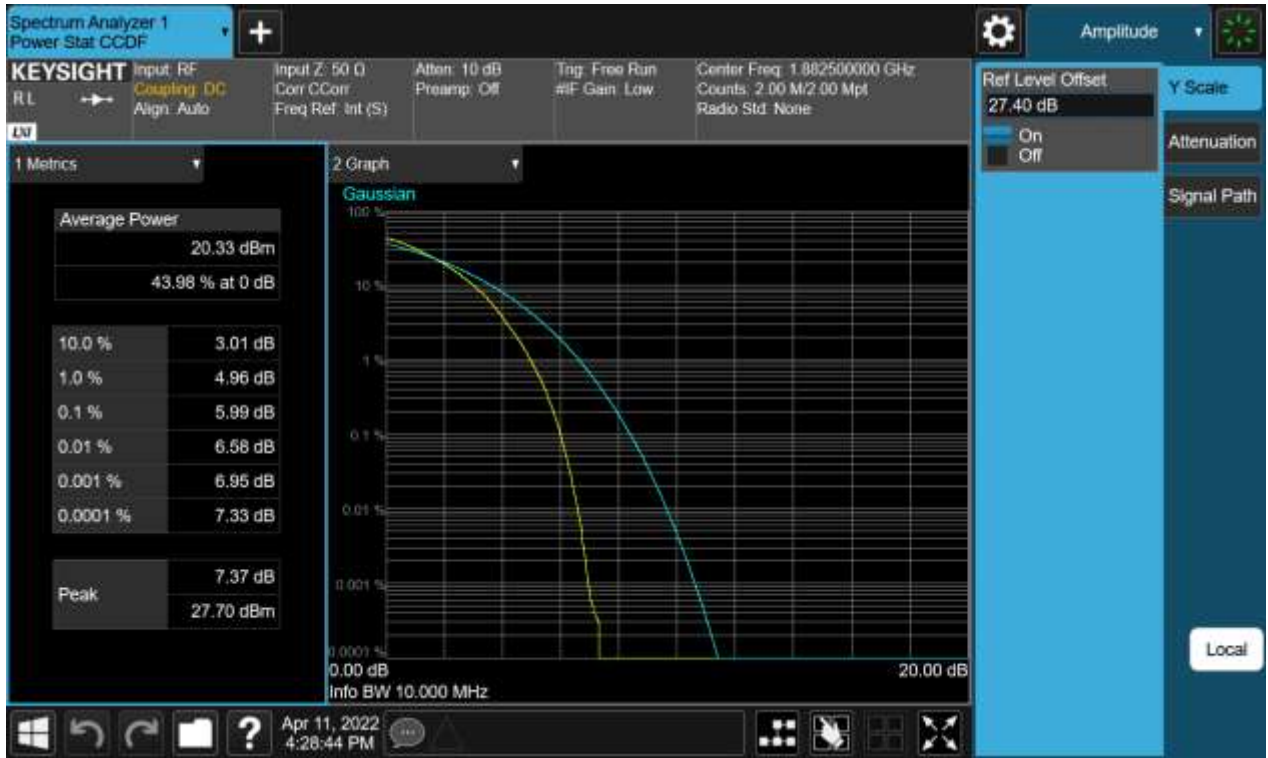 Spectrum Analyzer 1
Power Stat CCDF
+
Amplitude
KEYSIGHT
RL
LXI
Input: RF
Coupling: DC
Align: Auto
Input Z: 50 Ω
Corr CCorr
Freq Ref: Int (S)
Atten: 10 dB
Preamp: Off
Trig: Free Run
#IF Gain: Low
Center Freq: 1.882500000 GHz
Counts: 2.00 M/2.00 Mpt
Radio Std: None
Ref Level Offset
27.40 dB
On
Off
Y Scale
Attenuation
Signal Path
Local
1 Metrics
Average Power
20.33 dBm
43.98 % at 0 dB
10.0 % 3.01 dB
1.0 % 4.96 dB
0.1 % 5.99 dB
0.01 % 6.58 dB
0.001 % 6.95 dB
0.0001 % 7.33 dB
Peak
7.37 dB
27.70 dBm
2 Graph
Gaussian
100 %
10 %
1 %
0.1 %
0.01 %
0.001 %
0.0001 %
0.00 dB 20.00 dB
Info BW 10.000 MHz
?
Apr 11, 2022
4:28:44 PM